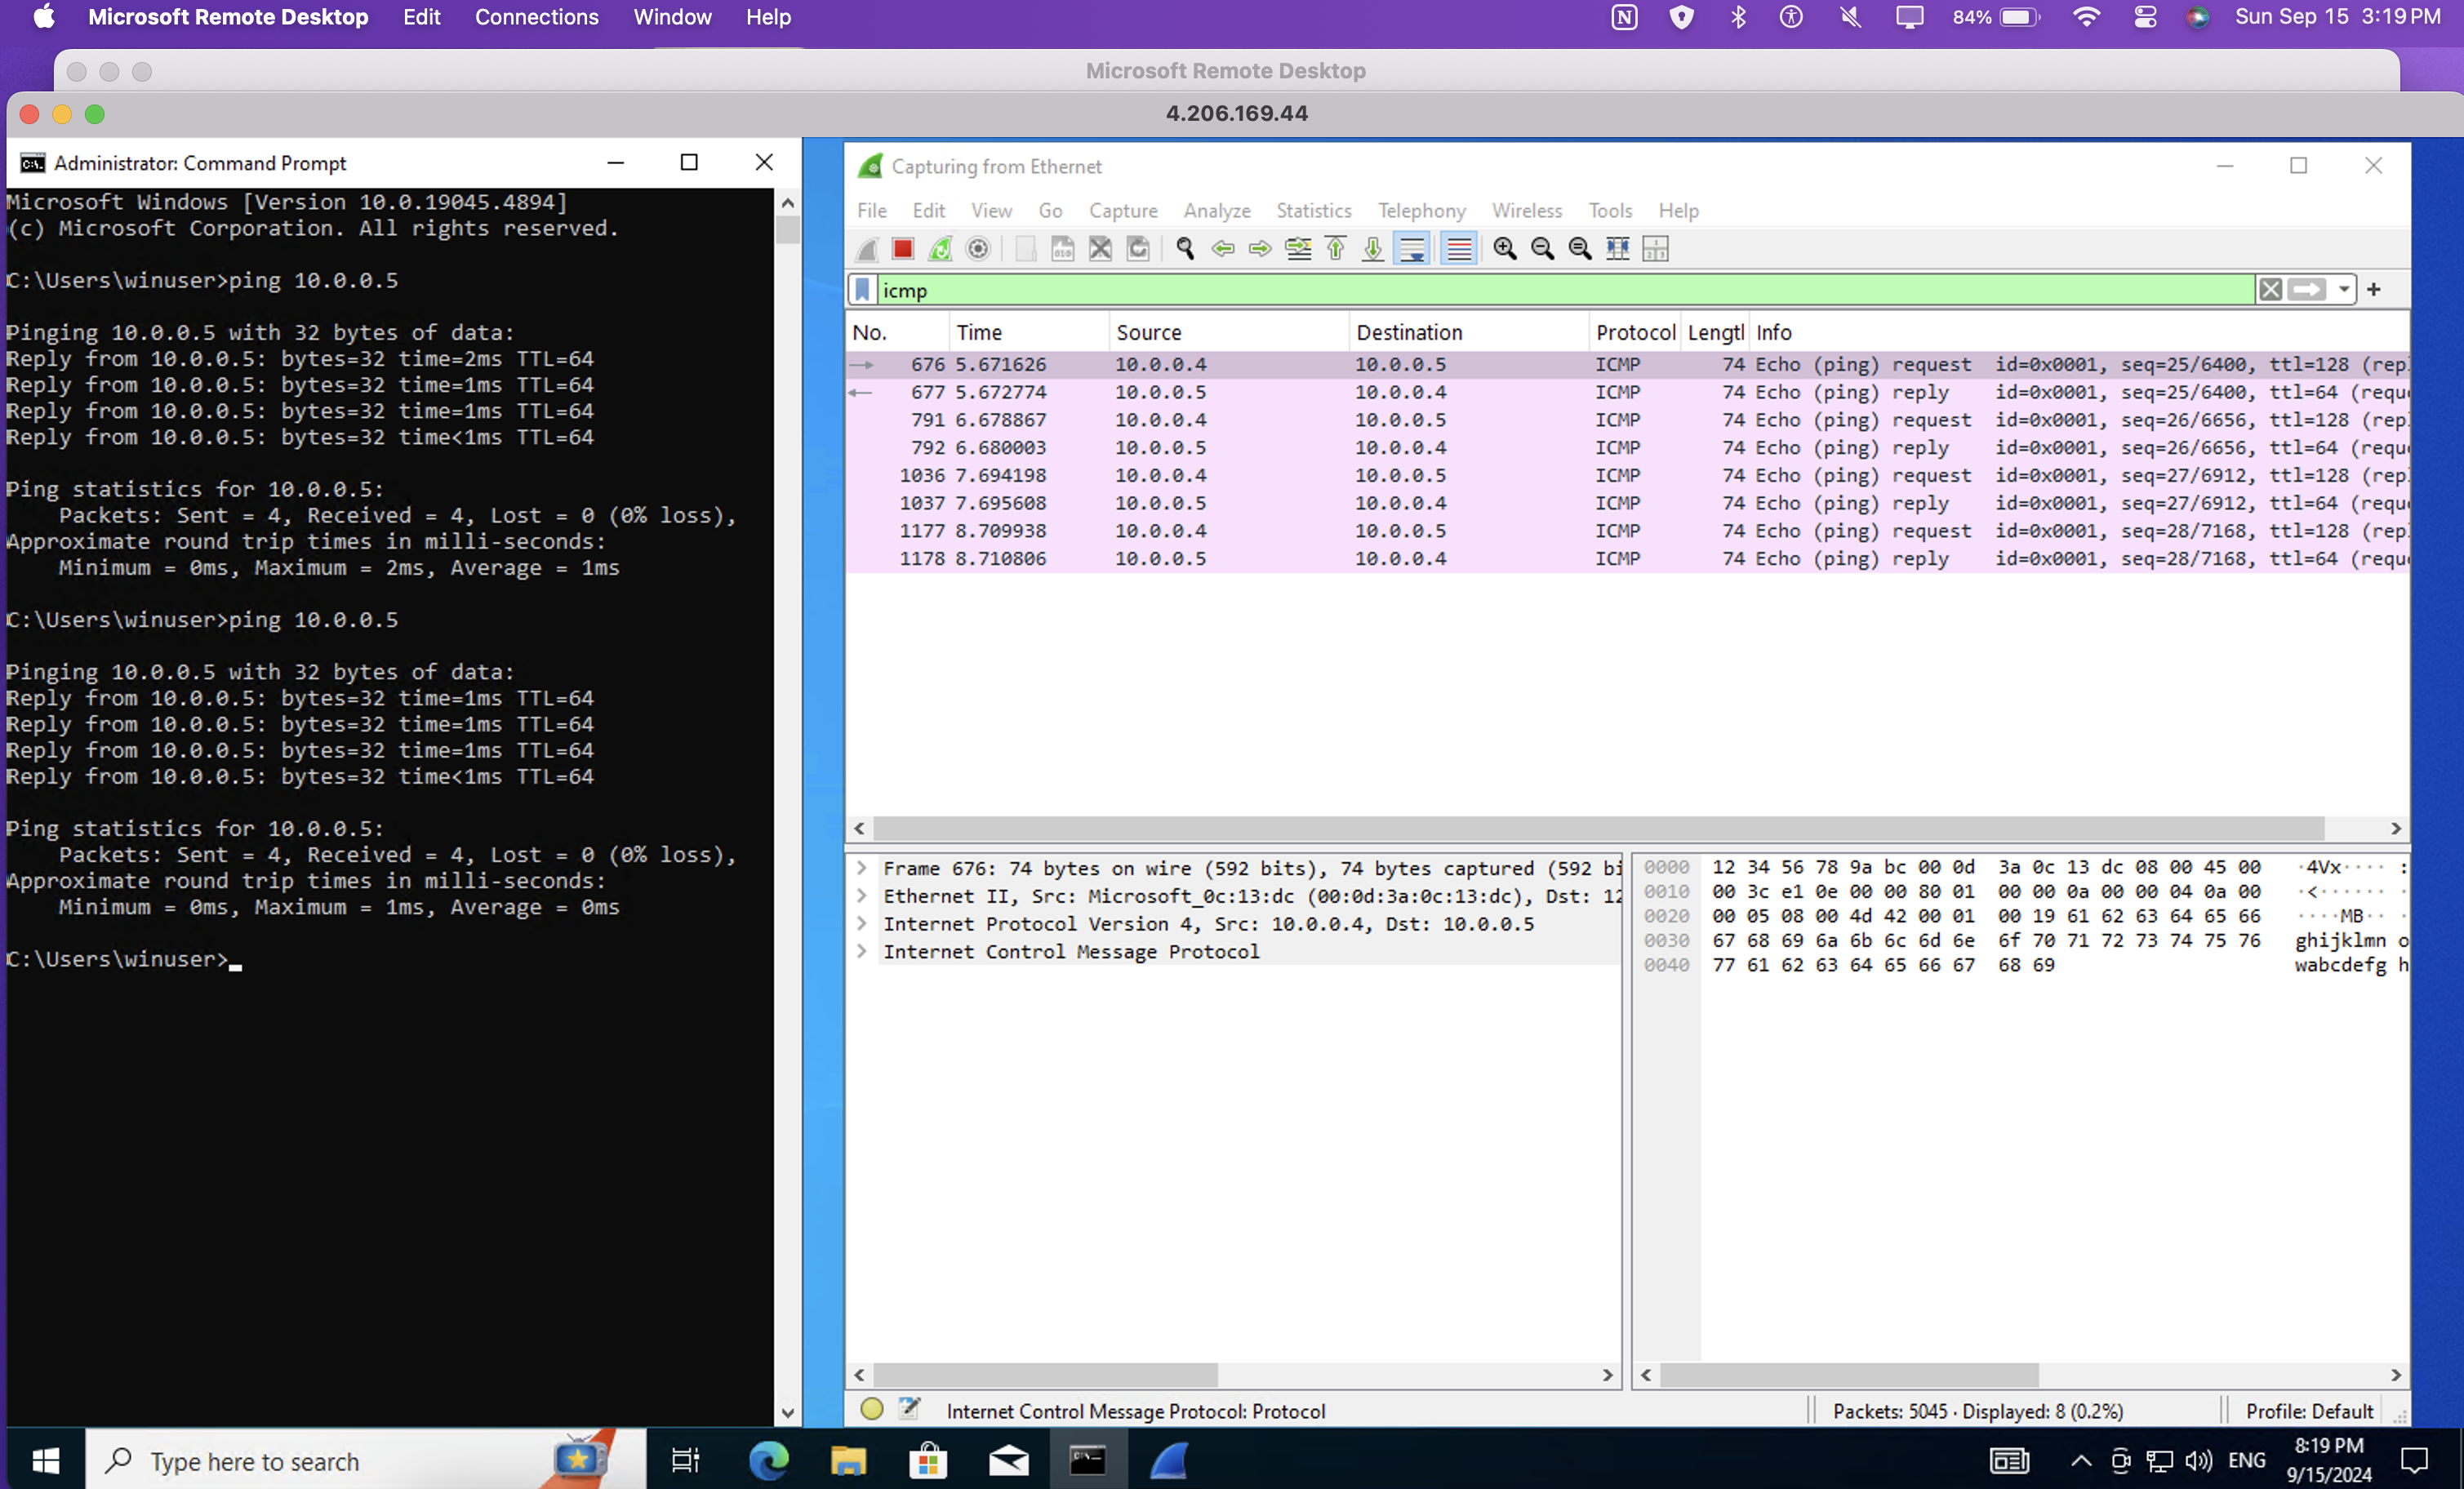 Microsoft Remote Desktop Edit Connections Window Help 84% Sun Sep 15 3:19 PM
Microsoft Remote Desktop
4.206.169.44
Administrator: Command Prompt
Microsoft Windows [Version 10.0.19045.4894]
(c) Microsoft Corporation. All rights reserved.
C:\Users\winuser>ping 10.0.0.5
Pinging 10.0.0.5 with 32 bytes of data:
Reply from 10.0.0.5: bytes=32 time=2ms TTL=64
Reply from 10.0.0.5: bytes=32 time=1ms TTL=64
Reply from 10.0.0.5: bytes=32 time=1ms TTL=64
Reply from 10.0.0.5: bytes=32 time<1ms TTL=64
Ping statistics for 10.0.0.5:
Packets: Sent = 4, Received = 4, Lost = 0 (0% loss),
Approximate round trip times in milli-seconds:
Minimum = 0ms, Maximum = 2ms, Average = 1ms
C:\Users\winuser>ping 10.0.0.5
Pinging 10.0.0.5 with 32 bytes of data:
Reply from 10.0.0.5: bytes=32 time=1ms TTL=64
Reply from 10.0.0.5: bytes=32 time=1ms TTL=64
Reply from 10.0.0.5: bytes=32 time=1ms TTL=64
Reply from 10.0.0.5: bytes=32 time<1ms TTL=64
Ping statistics for 10.0.0.5:
Packets: Sent = 4, Received = 4, Lost = 0 (0% loss),
Approximate round trip times in milli-seconds:
Minimum = 0ms, Maximum = 1ms, Average = 0ms
C:\Users\winuser>
Capturing from Ethernet
File Edit View Go Capture Analyze Statistics Telephony Wireless Tools Help
icmp
No. Time Source Destination Protocol Lengtl Info
676 5.671626 10.0.0.4 10.0.0.5 ICMP 74 Echo (ping) request id=0x0001, seq=25/6400, ttl=128 (rep
677 5.672774 10.0.0.5 10.0.0.4 ICMP 74 Echo (ping) reply id=0x0001, seq=25/6400, ttl=64 (requ
791 6.678867 10.0.0.4 10.0.0.5 ICMP 74 Echo (ping) request id=0x0001, seq=26/6656, ttl=128 (rep
792 6.680003 10.0.0.5 10.0.0.4 ICMP 74 Echo (ping) reply id=0x0001, seq=26/6656, ttl=64 (requ
1036 7.694198 10.0.0.4 10.0.0.5 ICMP 74 Echo (ping) request id=0x0001, seq=27/6912, ttl=128 (rep
1037 7.695608 10.0.0.5 10.0.0.4 ICMP 74 Echo (ping) reply id=0x0001, seq=27/6912, ttl=64 (requ
1177 8.709938 10.0.0.4 10.0.0.5 ICMP 74 Echo (ping) request id=0x0001, seq=28/7168, ttl=128 (rep
1178 8.710806 10.0.0.5 10.0.0.4 ICMP 74 Echo (ping) reply id=0x0001, seq=28/7168, ttl=64 (requ
Frame 676: 74 bytes on wire (592 bits), 74 bytes captured (592 bi
Ethernet II, Src: Microsoft_0c:13:dc (00:0d:3a:0c:13:dc), Dst: 12
Internet Protocol Version 4, Src: 10.0.0.4, Dst: 10.0.0.5
Internet Control Message Protocol
0000 12 34 56 78 9a bc 00 0d 3a 0c 13 dc 08 00 45 00 ·4Vx···· :
0010 00 3c e1 0e 00 00 80 01 00 00 0a 00 00 04 0a 00 ·<······ ·
0020 00 05 08 00 4d 42 00 01 00 19 61 62 63 64 65 66 ····MB·· ·
0030 67 68 69 6a 6b 6c 6d 6e 6f 70 71 72 73 74 75 76 ghijklmn o
0040 77 61 62 63 64 65 66 67 68 69 wabcdefg h
Internet Control Message Protocol: Protocol Packets: 5045 · Displayed: 8 (0.2%) Profile: Default
Type here to search ENG 8:19 PM
9/15/2024